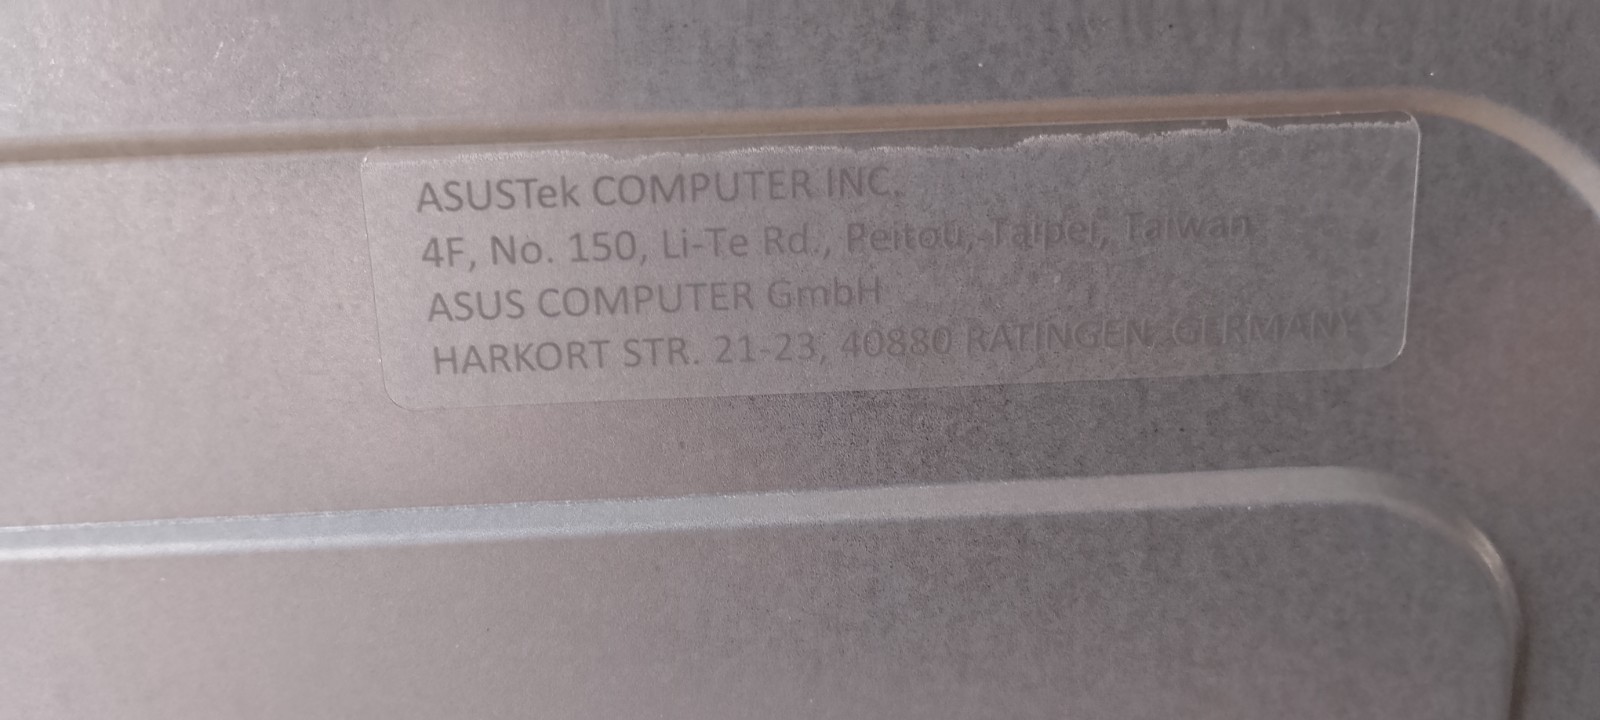 ASUSTek COMPUTER INC.
4F, No. 150, Li-Te Rd., Peitou, Taipei, Taiwan
ASUS COMPUTER GmbH
HARKORT STR. 21-23, 40880 RATINGEN, GERMANY